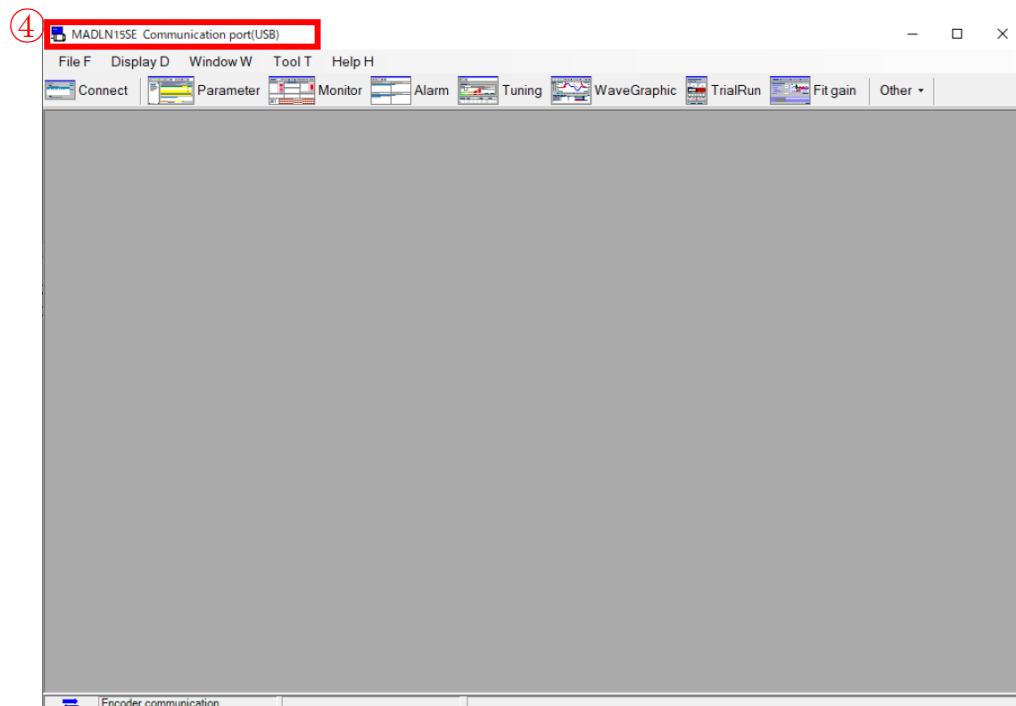 ④
MADLN15SE Communication port(USB)
File F Display D Window W Tool T Help H
Connect Parameter Monitor Alarm Tuning WaveGraphic TrialRun Fit gain Other
Encoder communication